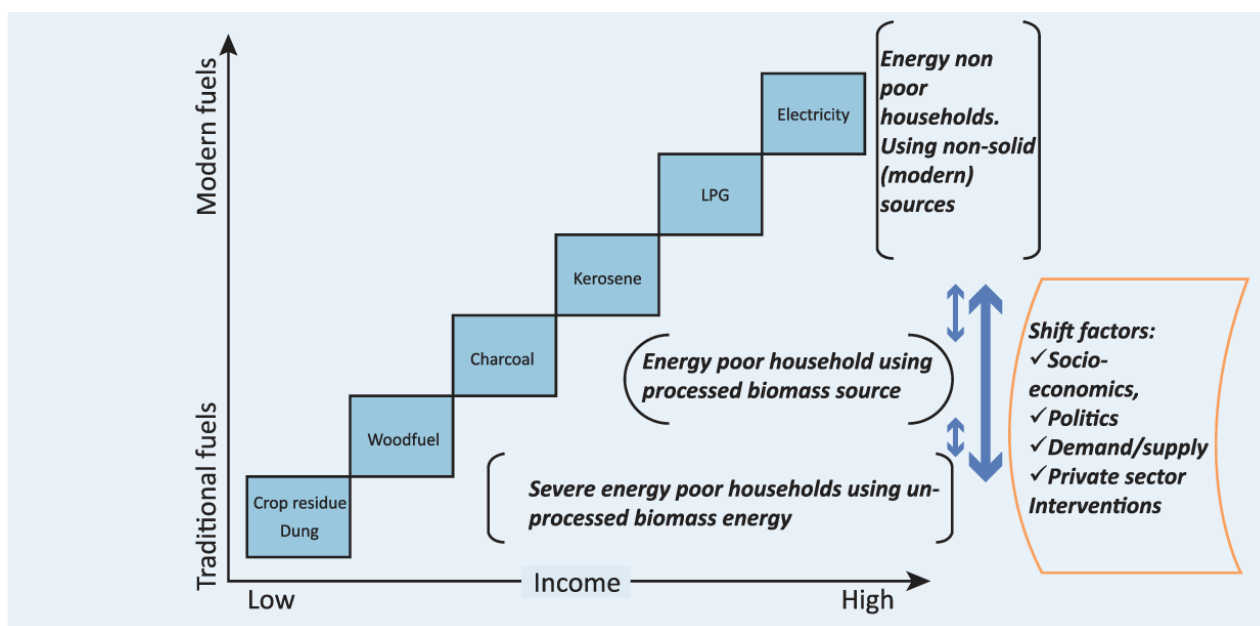 Modern fuels
Traditional fuels
Electricity
LPG
Kerosene
Charcoal
Woodfuel
Crop residue
Dung
Energy non
poor
households.
Using non-solid
(modern)
sources
Energy poor household using
processed biomass source
Severe energy poor households using un-
processed biomass energy
Shift factors:
✓Socio-
economics,
✓Politics
✓Demand/supply
✓Private sector
Interventions
Low
Income
High